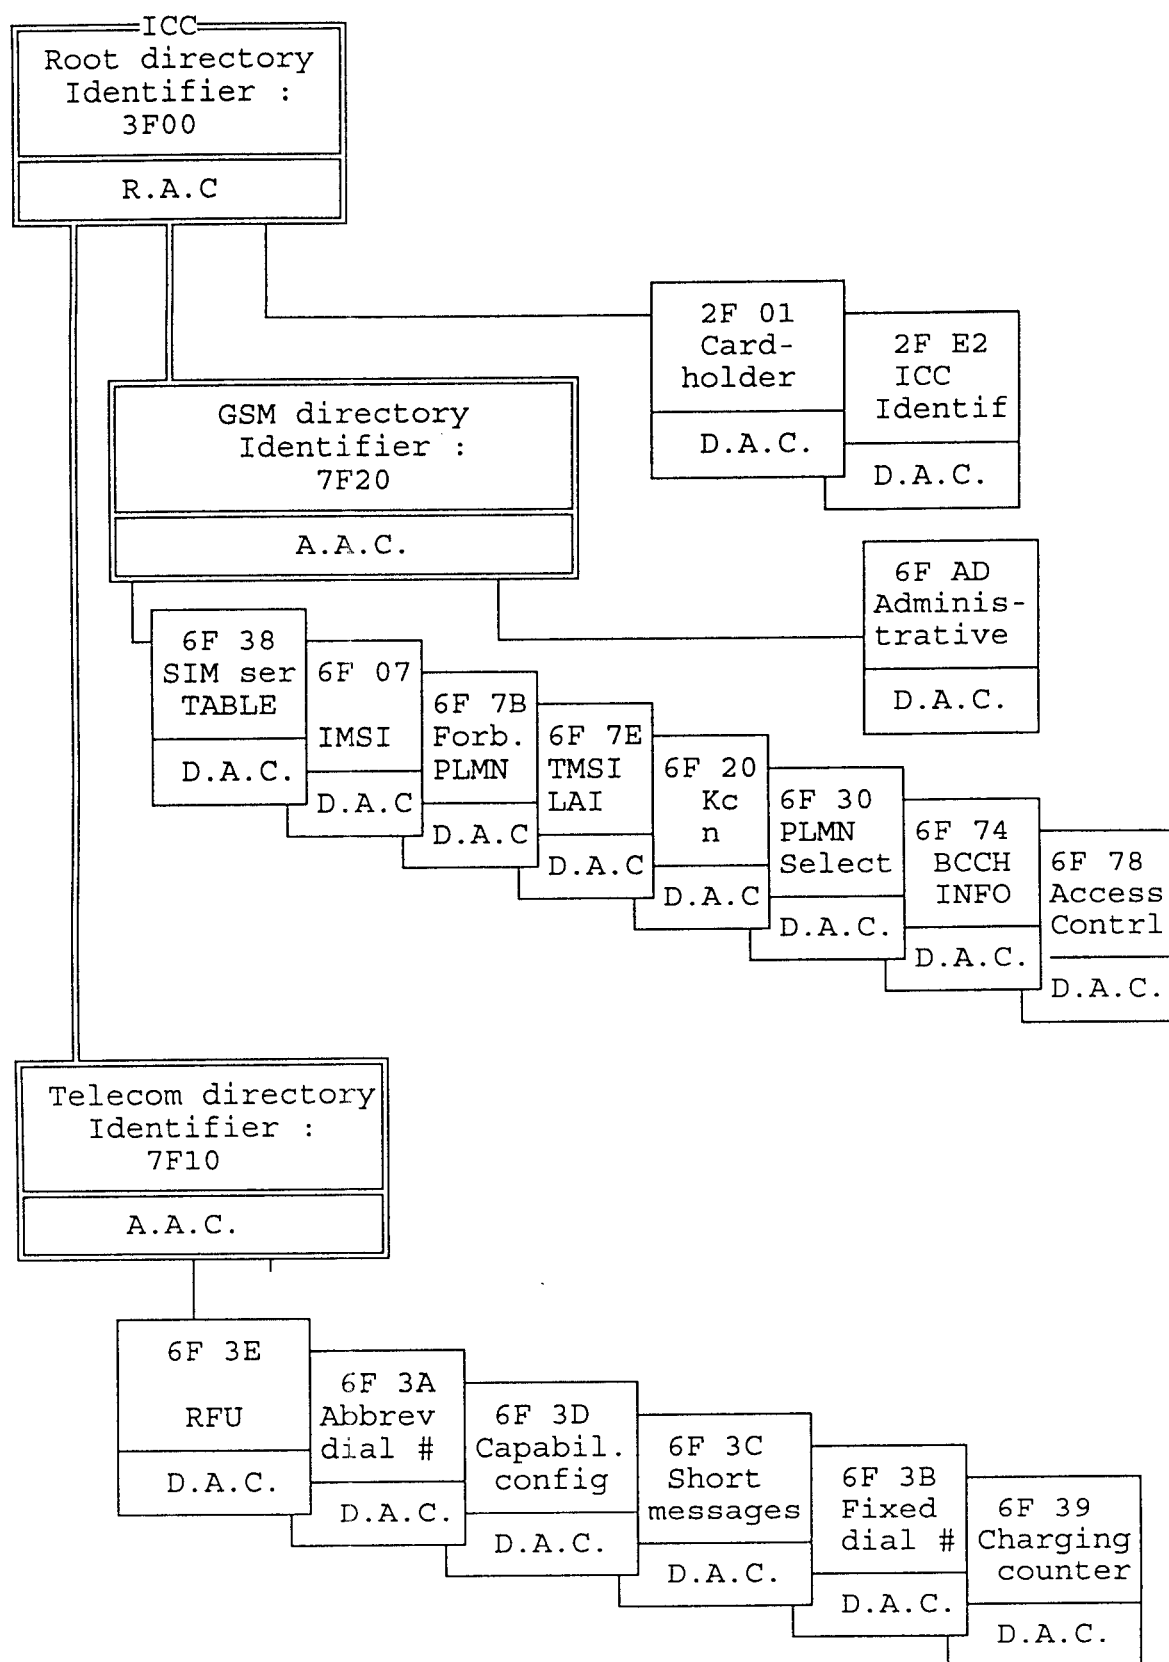 ICC
Root directory
Identifier :
3F00
R.A.C
2F 01
Card-
holder
D.A.C.
2F E2
ICC
Identif
D.A.C.
GSM directory
Identifier :
7F20
A.A.C.
6F AD
Adminis-
trative
D.A.C.
6F 38
SIM ser
TABLE
D.A.C.
6F 07
IMSI
D.A.C
6F 7B
Forb.
PLMN
D.A.C
6F 7E
TMSI
LAI
D.A.C
6F 20
Kc
n
D.A.C
6F 30
PLMN
Select
D.A.C.
6F 74
BCCH
INFO
D.A.C.
6F 78
Access
Contrl
D.A.C.
Telecom directory
Identifier :
7F10
A.A.C.
6F 3E
RFU
D.A.C.
6F 3A
Abbrev
dial #
D.A.C.
6F 3D
Capabil.
config
D.A.C.
6F 3C
Short
messages
D.A.C.
6F 3B
Fixed
dial #
D.A.C.
6F 39
Charging
counter
D.A.C.